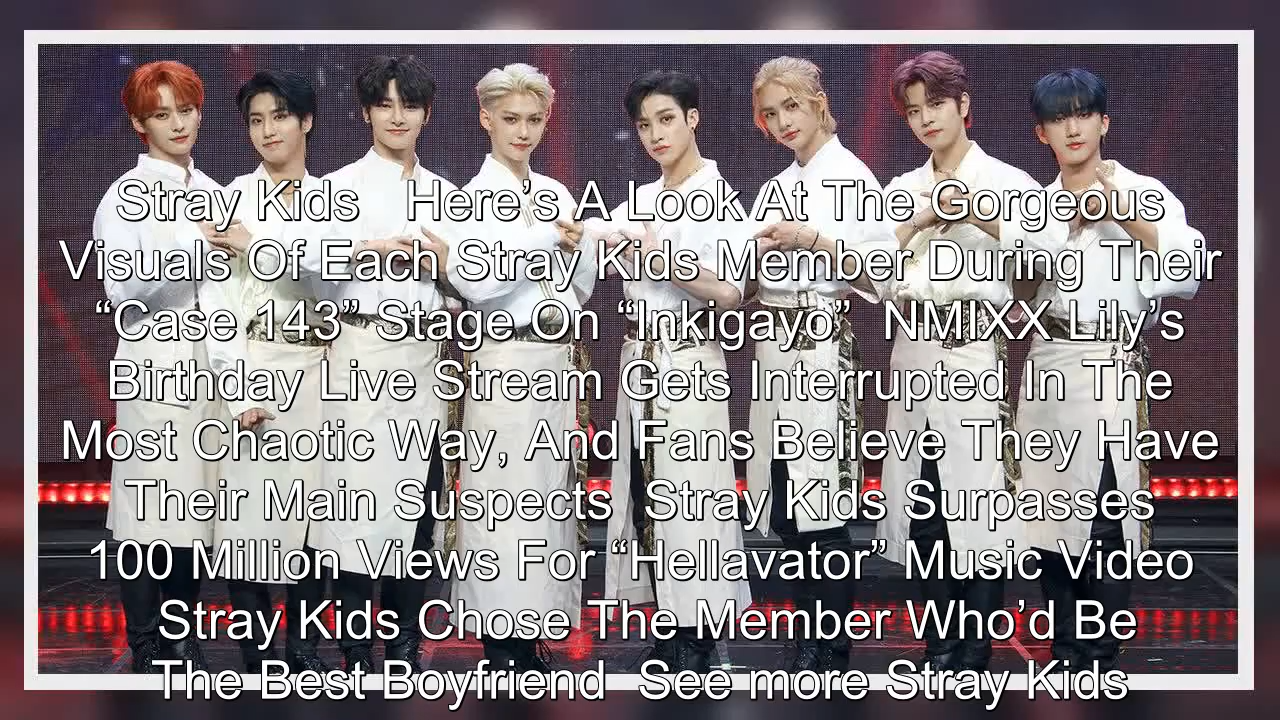 Stray Kids   Here’s A Look At The Gorgeous
Visuals Of Each Stray Kids Member During Their
“Case 143” Stage On “Inkigayo”  NMIXX Lily’s
Birthday Live Stream Gets Interrupted In The
Most Chaotic Way, And Fans Believe They Have
Their Main Suspects  Stray Kids Surpasses
100 Million Views For “Hellavator” Music Video
Stray Kids Chose The Member Who’d Be
The Best Boyfriend  See more Stray Kids